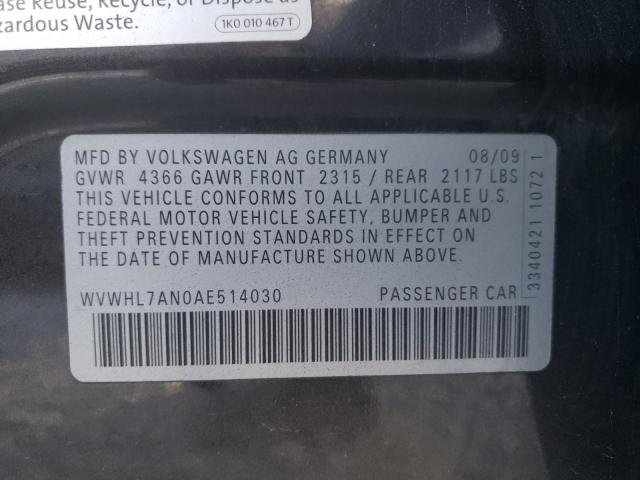 Reuse, Recycle, or Dispose as
Waste.
1K0 010 467 T
MFD BY VOLKSWAGEN AG GERMANY 08/09
GVWR 4366 GAWR FRONT 2315 / REAR 2117 LBS
THIS VEHICLE CONFORMS TO ALL APPLICABLE U.S.
FEDERAL MOTOR VEHICLE SAFETY, BUMPER AND
THEFT PREVENTION STANDARDS IN EFFECT ON
THE DATE OF MANUFACTURE SHOWN ABOVE.
WVWHL7AN0AE514030 PASSENGER CAR
3340421 1072 1